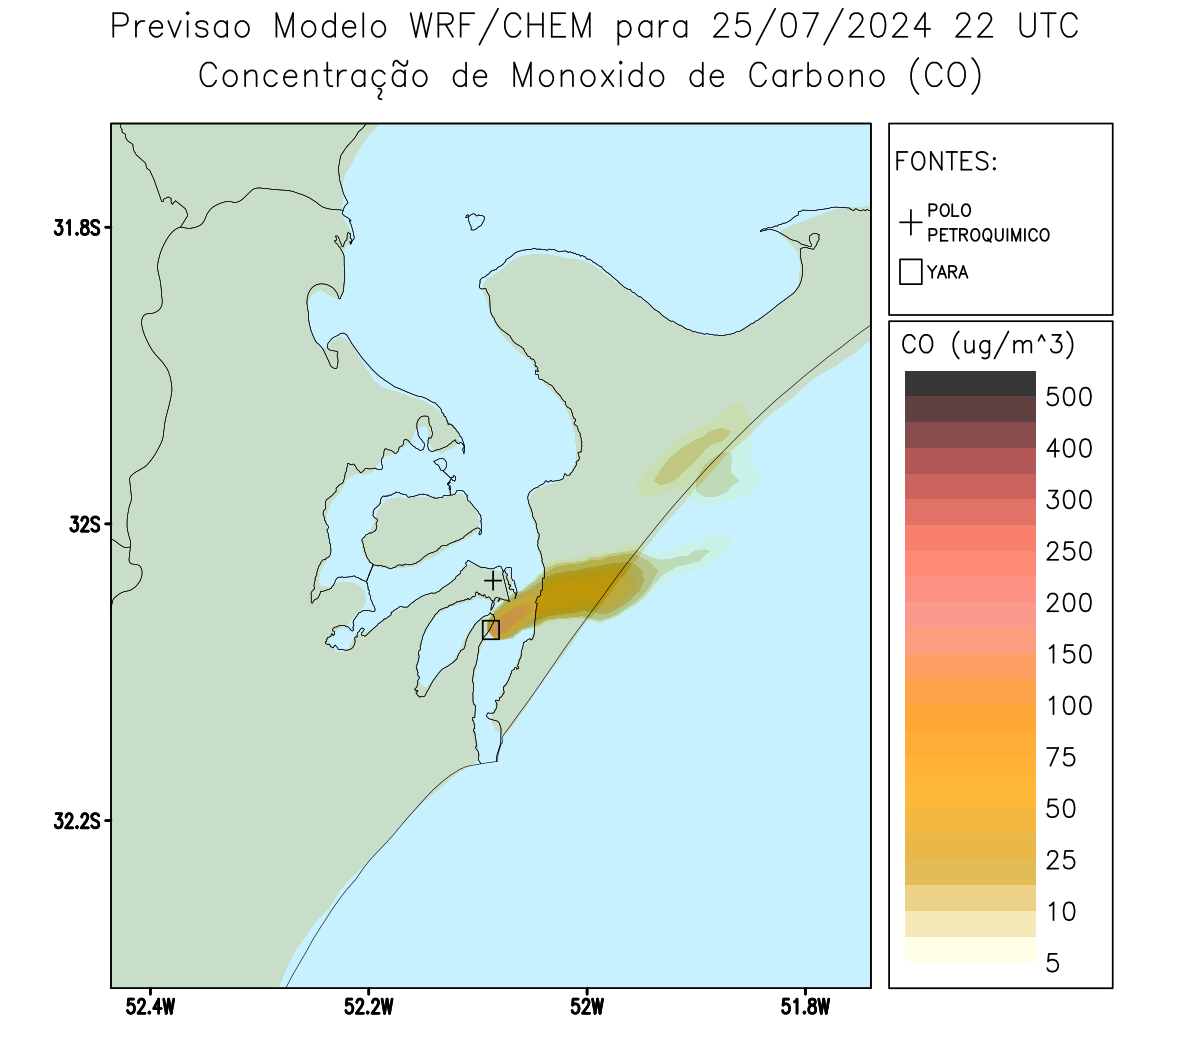 Previsao Modelo WRF/CHEM para 25/07/2024 22 UTC
Concentração de Monoxido de Carbono (CO)
FONTES:
POLO
PETROQUIMICO
YARA
CO (ug/m^3)
500
400
300
250
200
150
100
75
50
25
10
5
31.8S
32S
32.2S
52.4W
52.2W
52W
51.8W